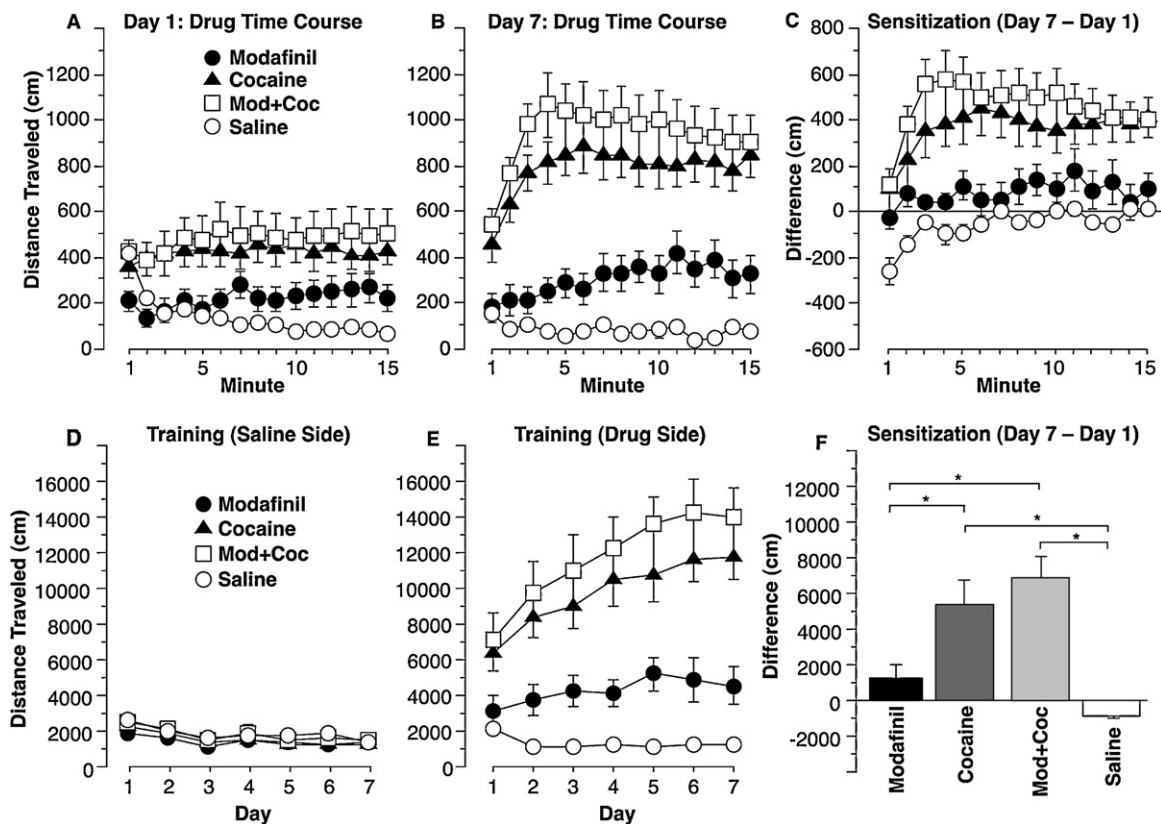 A Day 1: Drug Time Course
Distance Traveled (cm)
1200
1000
800
600
400
200
0
Modafinil
Cocaine
Mod+Coc
Saline
1 5 10 15
Minute
B Day 7: Drug Time Course
1200
1000
800
600
400
200
0
1 5 10 15
Minute
C Sensitization (Day 7 – Day 1)
Difference (cm)
800
600
400
200
0
-200
-400
-600
1 5 10 15
Minute
D Training (Saline Side)
Distance Traveled (cm)
16000
14000
12000
10000
8000
6000
4000
2000
0
Modafinil
Cocaine
Mod+Coc
Saline
1 2 3 4 5 6 7
Day
E Training (Drug Side)
16000
14000
12000
10000
8000
6000
4000
2000
0
1 2 3 4 5 6 7
Day
F Sensitization (Day 7 – Day 1)
Difference (cm)
12000
10000
8000
6000
4000
2000
0
-2000
-4000
*
*
*
*
Modafinil
Cocaine
Mod+Coc
Saline